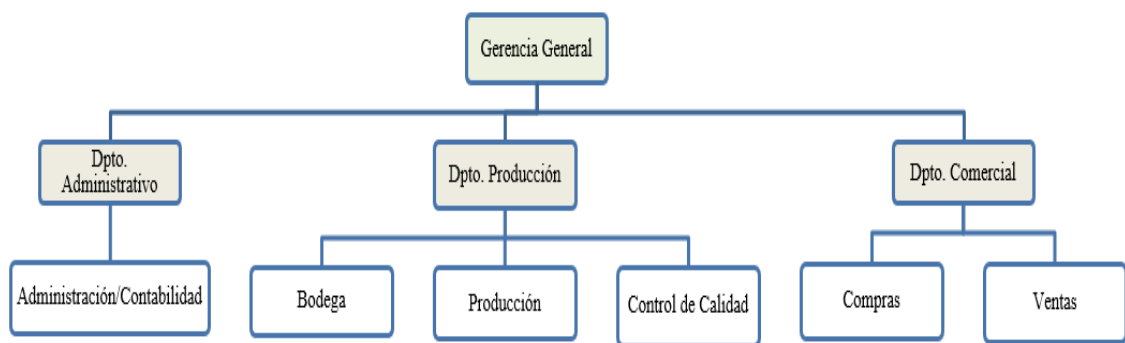 Gerencia General
Dpto.
Administrativo
Dpto. Producción
Dpto. Comercial
Administración/Contabilidad
Bodega
Producción
Control de Calidad
Compras
Ventas